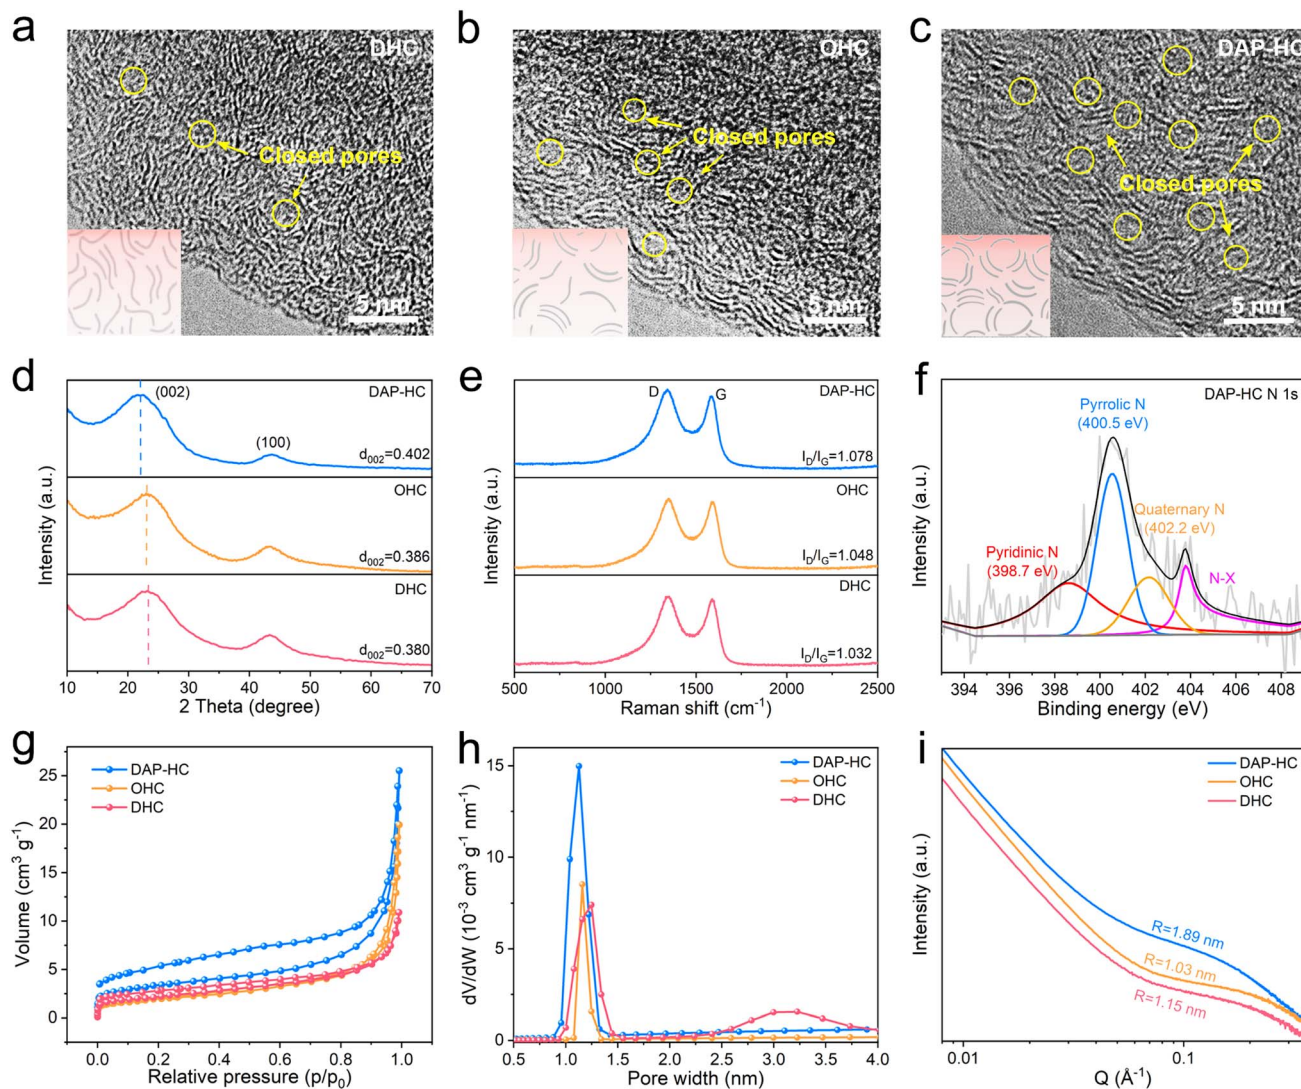 a
DHC
Closed pores
5 nm
b
OHC
Closed pores
5 nm
c
DAP-HC
Closed pores
5 nm
d
(002)
DAP-HC
(100)
d002=0.402
OHC
d002=0.386
DHC
d002=0.380
Intensity (a.u.)
10 20 30 40 50 60 70
2 Theta (degree)
e
D
G
DAP-HC
ID/IG=1.078
OHC
ID/IG=1.048
DHC
ID/IG=1.032
Intensity (a.u.)
500 1000 1500 2000 2500
Raman shift (cm-1)
f
DAP-HC N 1s
Pyrrolic N
(400.5 eV)
Quaternary N
(402.2 eV)
Pyridinic N
(398.7 eV)
N-X
Intensity (a.u.)
394 396 398 400 402 404 406 408
Binding energy (eV)
g
DAP-HC
OHC
DHC
Volume (cm3 g-1)
25
20
15
10
5
0
0.0 0.2 0.4 0.6 0.8 1.0
Relative pressure (p/p0)
h
DAP-HC
OHC
DHC
dV/dW (10-3 cm3 g-1 nm-1)
15
10
5
0
0.5 1.0 1.5 2.0 2.5 3.0 3.5 4.0
Pore width (nm)
i
DAP-HC
OHC
DHC
R=1.89 nm
R=1.03 nm
R=1.15 nm
Intensity (a.u.)
0.01 0.1
Q (Å-1)